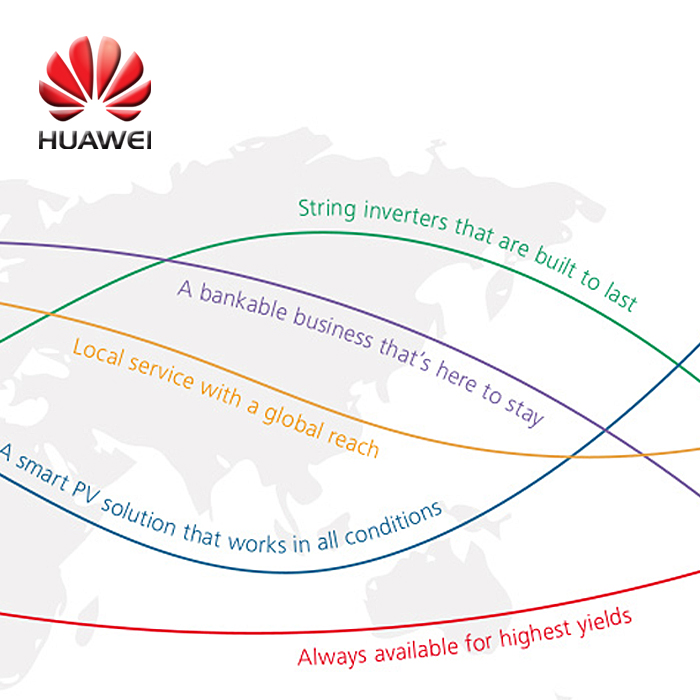 HUAWEI
String inverters that are built to last
A bankable business that's here to stay
Local service with a global reach
A smart PV solution that works in all conditions
Always available for highest yields